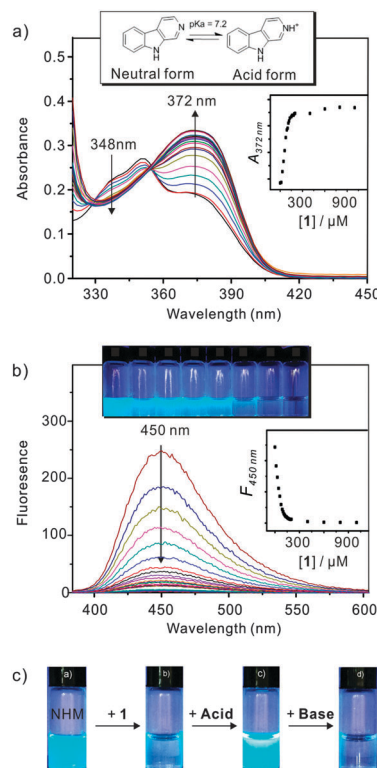 a)
pKa = 7.2
N
NH+
N
H
N
H
Neutral form
Acid form
0.5
0.4
0.3
0.2
0.1
0.0
Absorbance
348nm
372 nm
A372 nm
300
900
[1] / µM
330
360
390
420
450
Wavelength (nm)
b)
300
200
100
0
Fluoresence
450 nm
F450 nm
300
900
[1] / µM
400
450
500
550
600
Wavelength (nm)
c)
a)
b)
c)
d)
NHM
+ 1
+ Acid
+ Base